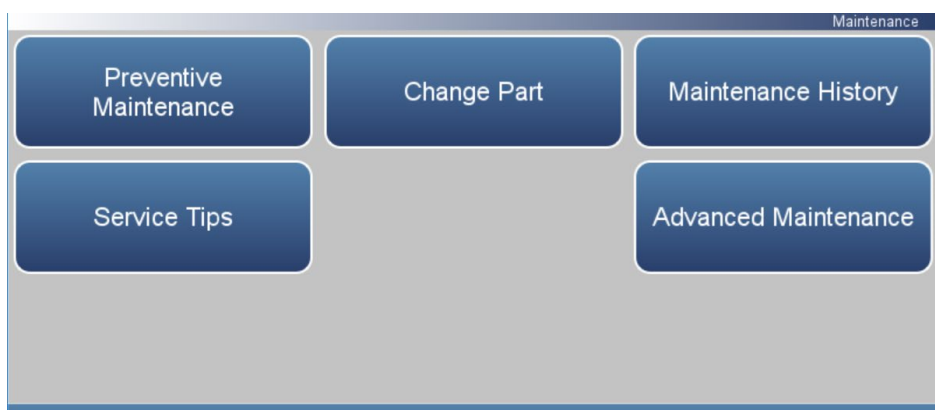 Maintenance
Preventive
Maintenance
Change Part
Maintenance History
Service Tips
Advanced Maintenance